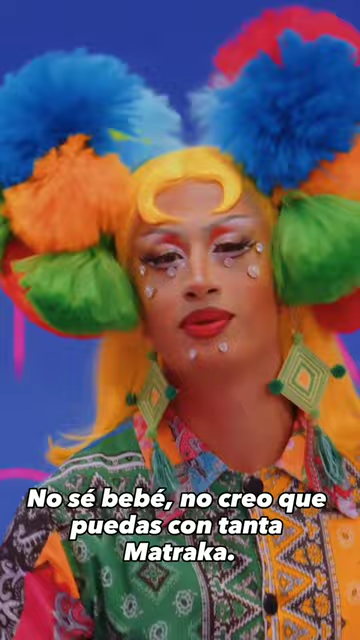 No sé bebé, no creo que
puedas con tanta
Matraka.